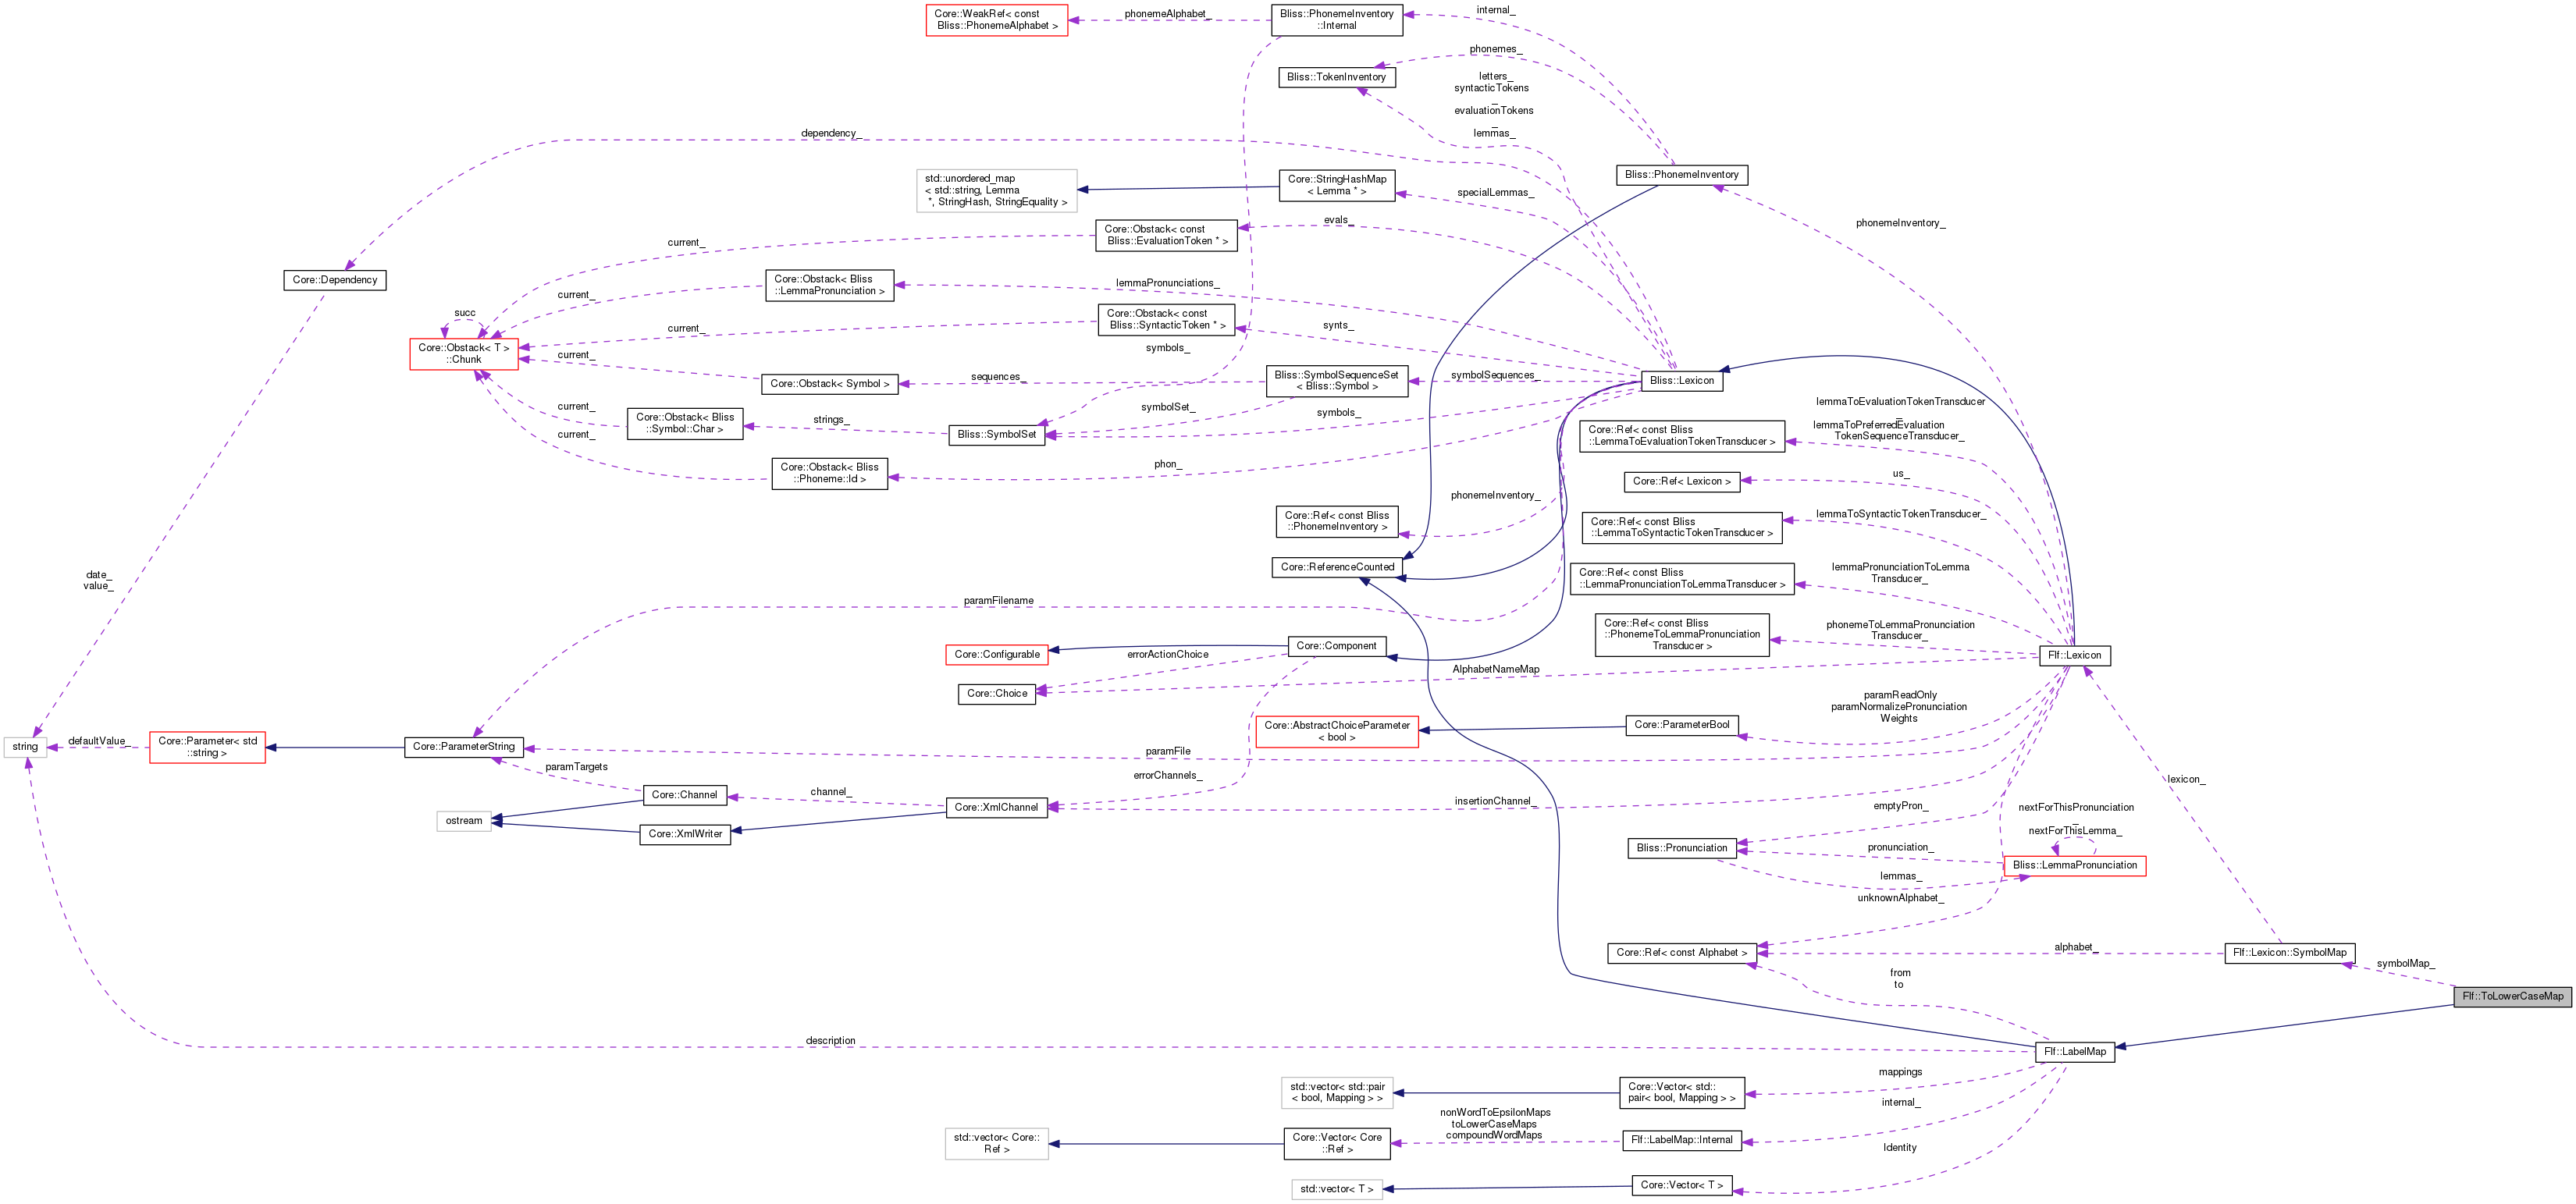 Core::WeakRef< const
Bliss::PhonemeAlphabet >
phonemeAlphabet_
Bliss::PhonemeInventory
::Internal
internal_
phonemes_
Bliss::TokenInventory
letters_
syntacticTokens
_
evaluationTokens
_
lemmas_
dependency_
std::unordered_map
< std::string, Lemma
*, StringHash, StringEquality >
Core::StringHashMap
< Lemma * >
specialLemmas_
Bliss::PhonemeInventory
phonemeInventory_
Core::Obstack< const
Bliss::EvaluationToken * >
evals_
current_
Core::Dependency
Core::Obstack< Bliss
::LemmaPronunciation >
lemmaPronunciations_
current_
Core::Obstack< const
Bliss::SyntacticToken * >
synts_
current_
succ
Core::Obstack< T >
::Chunk
symbols_
current_
Core::Obstack< Symbol >
sequences_
Bliss::SymbolSequenceSet
< Bliss::Symbol >
symbolSequences_
Bliss::Lexicon
current_
Core::Obstack< Bliss
::Symbol::Char >
strings_
symbolSet_
symbols_
Bliss::SymbolSet
current_
Core::Obstack< Bliss
::Phoneme::Id >
phon_
lemmaToEvaluationTokenTransducer
_
lemmaToPreferredEvaluation
TokenSequenceTransducer_
Core::Ref< const Bliss
::LemmaToEvaluationTokenTransducer >
Core::Ref< Lexicon >
us_
phonemeInventory_
Core::Ref< const Bliss
::PhonemeInventory >
Core::Ref< const Bliss
::LemmaToSyntacticTokenTransducer >
lemmaToSyntacticTokenTransducer_
Core::ReferenceCounted
Core::Ref< const Bliss
::LemmaPronunciationToLemmaTransducer >
lemmaPronunciationToLemma
Transducer_
date_
value_
paramFilename
Core::Ref< const Bliss
::PhonemeToLemmaPronunciation
Transducer >
phonemeToLemmaPronunciation
Transducer_
Core::Configurable
Core::Component
errorActionChoice
Flf::Lexicon
AlphabetNameMap
Core::Choice
paramReadOnly
paramNormalizePronunciation
Weights
Core::AbstractChoiceParameter
< bool >
Core::ParameterBool
string
defaultValue_
Core::Parameter< std
::string >
Core::ParameterString
paramFile
paramTargets
errorChannels_
lexicon_
Core::Channel
channel_
Core::XmlChannel
insertionChannel_
ostream
Core::XmlWriter
emptyPron_
nextForThisPronunciation
_
nextForThisLemma_
Bliss::Pronunciation
pronunciation_
Bliss::LemmaPronunciation
lemmas_
unknownAlphabet_
Core::Ref< const Alphabet >
alphabet_
Flf::Lexicon::SymbolMap
symbolMap_
from
to
Flf::ToLowerCaseMap
description
Flf::LabelMap
std::vector< std::pair
< bool, Mapping > >
Core::Vector< std::
pair< bool, Mapping > >
mappings
internal_
nonWordToEpsilonMaps
toLowerCaseMaps
compoundWordMaps
std::vector< Core::
Ref >
Core::Vector< Core
::Ref >
Flf::LabelMap::Internal
Identity
std::vector< T >
Core::Vector< T >